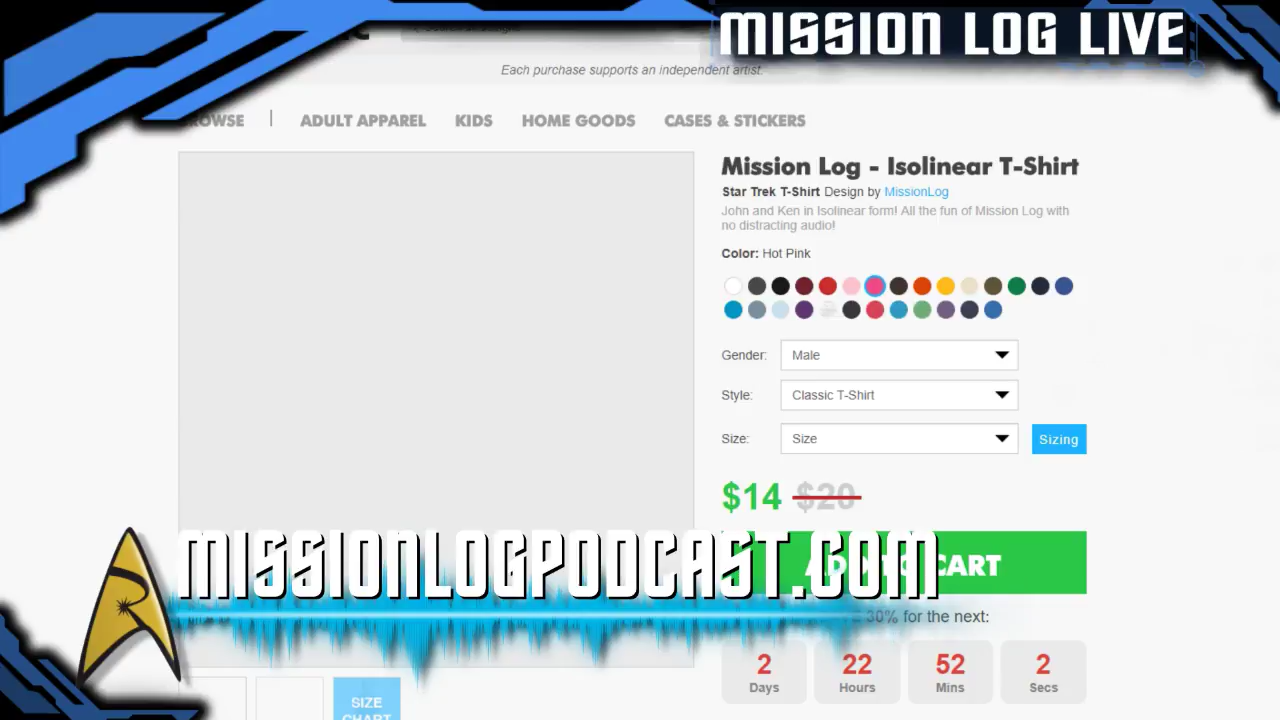 MISSION LOG LIVE
Each purchase supports an independent artist.
ADULT APPAREL KIDS HOME GOODS CASES & STICKERS
Mission Log - Isolinear T-Shirt
Star Trek T-Shirt Design by MissionLog
John and Ken in Isolinear form! All the fun of Mission Log with
no distracting audio!
Color: Hot Pink
Gender: Male
Style: Classic T-Shirt
Size: Size Sizing
$14 $20
ADD TO CART
MISSIONLOGPODCAST.COM
30% for the next:
2 22 52 2
Days Hours Mins Secs
SIZE
CHART